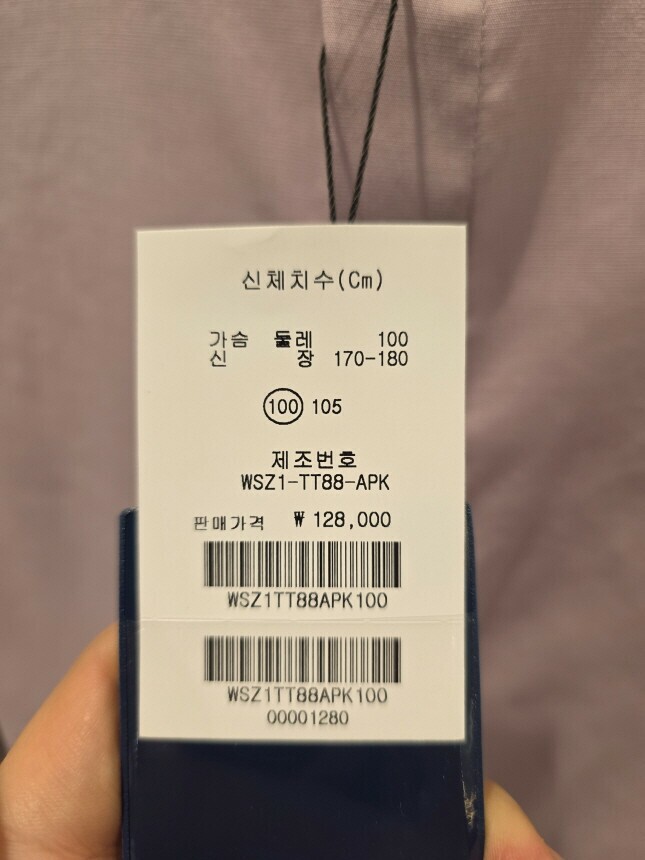 신체치수(Cm)
가슴 둘레 100
신 장 170-180
100 105
제조번호
WSZ1-TT88-APK
판매가격 ₩ 128,000
WSZ1TT88APK100
WSZ1TT88APK100
00001280